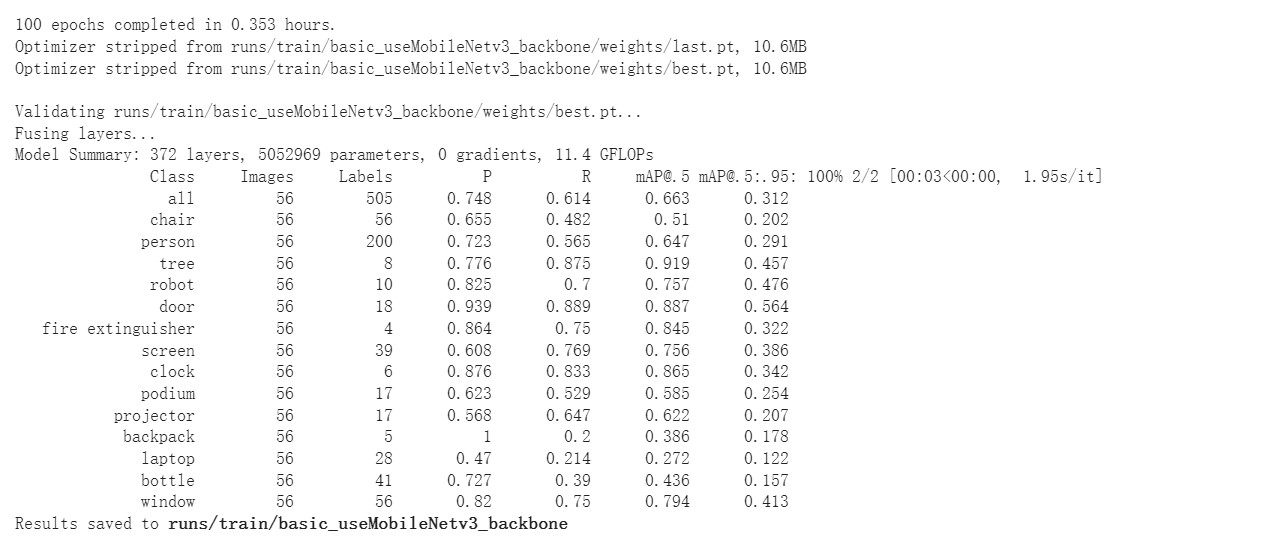 100 epochs completed in 0.353 hours.
Optimizer stripped from runs/train/basic_useMobileNetv3_backbone/weights/last.pt, 10.6MB
Optimizer stripped from runs/train/basic_useMobileNetv3_backbone/weights/best.pt, 10.6MB
Validating runs/train/basic_useMobileNetv3_backbone/weights/best.pt...
Fusing layers...
Model Summary: 372 layers, 5052969 parameters, 0 gradients, 11.4 GFLOPs
Class Images Labels P R mAP@.5 mAP@.5:.95: 100% 2/2 [00:03<00:00, 1.95s/it]
all 56 505 0.748 0.614 0.663 0.312
chair 56 56 0.655 0.482 0.51 0.202
person 56 200 0.723 0.565 0.647 0.291
tree 56 8 0.776 0.875 0.919 0.457
robot 56 10 0.825 0.7 0.757 0.476
door 56 18 0.939 0.889 0.887 0.564
fire extinguisher 56 4 0.864 0.75 0.845 0.322
screen 56 39 0.608 0.769 0.756 0.386
clock 56 6 0.876 0.833 0.865 0.342
podium 56 17 0.623 0.529 0.585 0.254
projector 56 17 0.568 0.647 0.622 0.207
backpack 56 5 1 0.2 0.386 0.178
laptop 56 28 0.47 0.214 0.272 0.122
bottle 56 41 0.727 0.39 0.436 0.157
window 56 56 0.82 0.75 0.794 0.413
Results saved to runs/train/basic_useMobileNetv3_backbone